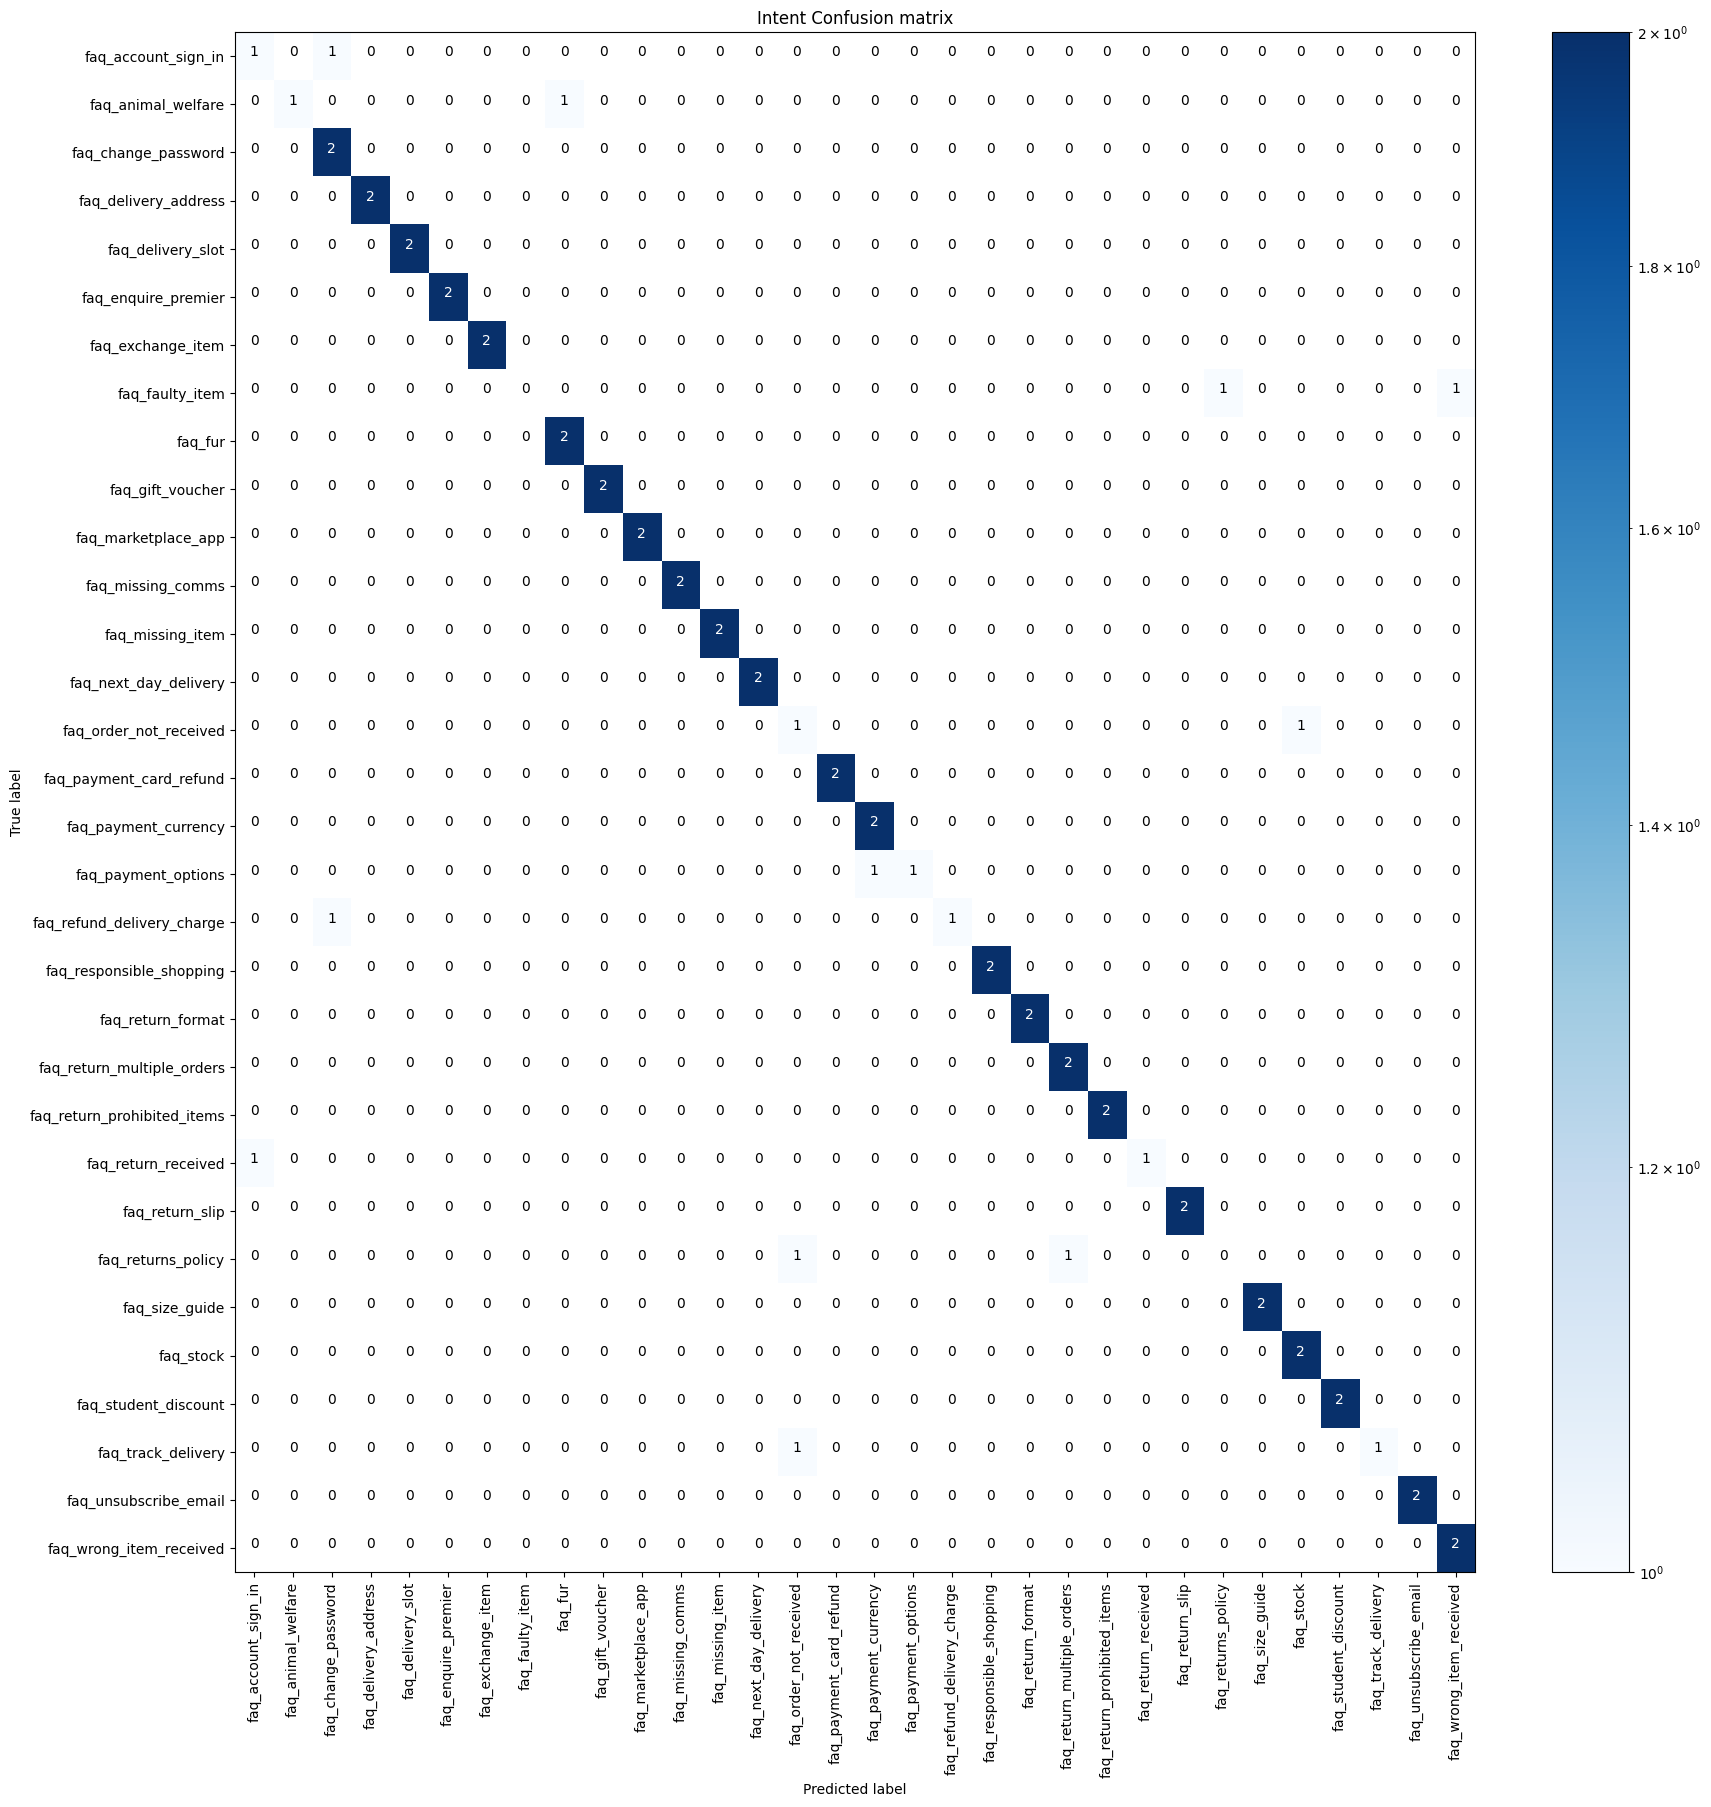 Intent Confusion matrix
faq_account_sign_in 1 0 1 0 0 0 0 0 0 0 0 0 0 0 0 0 0 0 0 0 0 0 0 0 0 0 0 0 0 0 0 0
faq_animal_welfare 0 1 0 0 0 0 0 0 1 0 0 0 0 0 0 0 0 0 0 0 0 0 0 0 0 0 0 0 0 0 0 0
faq_change_password 0 0 2 0 0 0 0 0 0 0 0 0 0 0 0 0 0 0 0 0 0 0 0 0 0 0 0 0 0 0 0 0
faq_delivery_address 0 0 0 2 0 0 0 0 0 0 0 0 0 0 0 0 0 0 0 0 0 0 0 0 0 0 0 0 0 0 0 0
faq_delivery_slot 0 0 0 0 2 0 0 0 0 0 0 0 0 0 0 0 0 0 0 0 0 0 0 0 0 0 0 0 0 0 0 0
faq_enquire_premier 0 0 0 0 0 2 0 0 0 0 0 0 0 0 0 0 0 0 0 0 0 0 0 0 0 0 0 0 0 0 0 0
faq_exchange_item 0 0 0 0 0 0 2 0 0 0 0 0 0 0 0 0 0 0 0 0 0 0 0 0 0 0 0 0 0 0 0 0
faq_faulty_item 0 0 0 0 0 0 0 0 0 0 0 0 0 0 0 0 0 0 0 0 0 0 0 0 0 1 0 0 0 0 0 1
faq_fur 0 0 0 0 0 0 0 0 2 0 0 0 0 0 0 0 0 0 0 0 0 0 0 0 0 0 0 0 0 0 0 0
faq_gift_voucher 0 0 0 0 0 0 0 0 0 2 0 0 0 0 0 0 0 0 0 0 0 0 0 0 0 0 0 0 0 0 0 0
faq_marketplace_app 0 0 0 0 0 0 0 0 0 0 2 0 0 0 0 0 0 0 0 0 0 0 0 0 0 0 0 0 0 0 0 0
faq_missing_comms 0 0 0 0 0 0 0 0 0 0 0 2 0 0 0 0 0 0 0 0 0 0 0 0 0 0 0 0 0 0 0 0
faq_missing_item 0 0 0 0 0 0 0 0 0 0 0 0 2 0 0 0 0 0 0 0 0 0 0 0 0 0 0 0 0 0 0 0
faq_next_day_delivery 0 0 0 0 0 0 0 0 0 0 0 0 0 2 0 0 0 0 0 0 0 0 0 0 0 0 0 0 0 0 0 0
faq_order_not_received 0 0 0 0 0 0 0 0 0 0 0 0 0 0 1 0 0 0 0 0 0 0 0 0 0 0 0 1 0 0 0 0
faq_payment_card_refund 0 0 0 0 0 0 0 0 0 0 0 0 0 0 0 2 0 0 0 0 0 0 0 0 0 0 0 0 0 0 0 0
faq_payment_currency 0 0 0 0 0 0 0 0 0 0 0 0 0 0 0 0 2 0 0 0 0 0 0 0 0 0 0 0 0 0 0 0
faq_payment_options 0 0 0 0 0 0 0 0 0 0 0 0 0 0 0 0 1 1 0 0 0 0 0 0 0 0 0 0 0 0 0 0
faq_refund_delivery_charge 0 0 1 0 0 0 0 0 0 0 0 0 0 0 0 0 0 0 1 0 0 0 0 0 0 0 0 0 0 0 0 0
faq_responsible_shopping 0 0 0 0 0 0 0 0 0 0 0 0 0 0 0 0 0 0 0 2 0 0 0 0 0 0 0 0 0 0 0 0
faq_return_format 0 0 0 0 0 0 0 0 0 0 0 0 0 0 0 0 0 0 0 0 2 0 0 0 0 0 0 0 0 0 0 0
faq_return_multiple_orders 0 0 0 0 0 0 0 0 0 0 0 0 0 0 0 0 0 0 0 0 0 2 0 0 0 0 0 0 0 0 0 0
faq_return_prohibited_items 0 0 0 0 0 0 0 0 0 0 0 0 0 0 0 0 0 0 0 0 0 0 2 0 0 0 0 0 0 0 0 0
faq_return_received 1 0 0 0 0 0 0 0 0 0 0 0 0 0 0 0 0 0 0 0 0 0 0 1 0 0 0 0 0 0 0 0
faq_return_slip 0 0 0 0 0 0 0 0 0 0 0 0 0 0 0 0 0 0 0 0 0 0 0 0 2 0 0 0 0 0 0 0
faq_returns_policy 0 0 0 0 0 0 0 0 0 0 0 0 0 0 1 0 0 0 0 0 0 1 0 0 0 0 0 0 0 0 0 0
faq_size_guide 0 0 0 0 0 0 0 0 0 0 0 0 0 0 0 0 0 0 0 0 0 0 0 0 0 0 2 0 0 0 0 0
faq_stock 0 0 0 0 0 0 0 0 0 0 0 0 0 0 0 0 0 0 0 0 0 0 0 0 0 0 0 2 0 0 0 0
faq_student_discount 0 0 0 0 0 0 0 0 0 0 0 0 0 0 0 0 0 0 0 0 0 0 0 0 0 0 0 0 2 0 0 0
faq_track_delivery 0 0 0 0 0 0 0 0 0 0 0 0 0 0 1 0 0 0 0 0 0 0 0 0 0 0 0 0 0 1 0 0
faq_unsubscribe_email 0 0 0 0 0 0 0 0 0 0 0 0 0 0 0 0 0 0 0 0 0 0 0 0 0 0 0 0 0 0 2 0
faq_wrong_item_received 0 0 0 0 0 0 0 0 0 0 0 0 0 0 0 0 0 0 0 0 0 0 0 0 0 0 0 0 0 0 0 2
True label
faq_account_sign_in
faq_animal_welfare
faq_change_password
faq_delivery_address
faq_delivery_slot
faq_enquire_premier
faq_exchange_item
faq_faulty_item
faq_fur
faq_gift_voucher
faq_marketplace_app
faq_missing_comms
faq_missing_item
faq_next_day_delivery
faq_order_not_received
faq_payment_card_refund
faq_payment_currency
faq_payment_options
faq_refund_delivery_charge
faq_responsible_shopping
faq_return_format
faq_return_multiple_orders
faq_return_prohibited_items
faq_return_received
faq_return_slip
faq_returns_policy
faq_size_guide
faq_stock
faq_student_discount
faq_track_delivery
faq_unsubscribe_email
faq_wrong_item_received
Predicted label
2 × 10⁰
1.8 × 10⁰
1.6 × 10⁰
1.4 × 10⁰
1.2 × 10⁰
10⁰